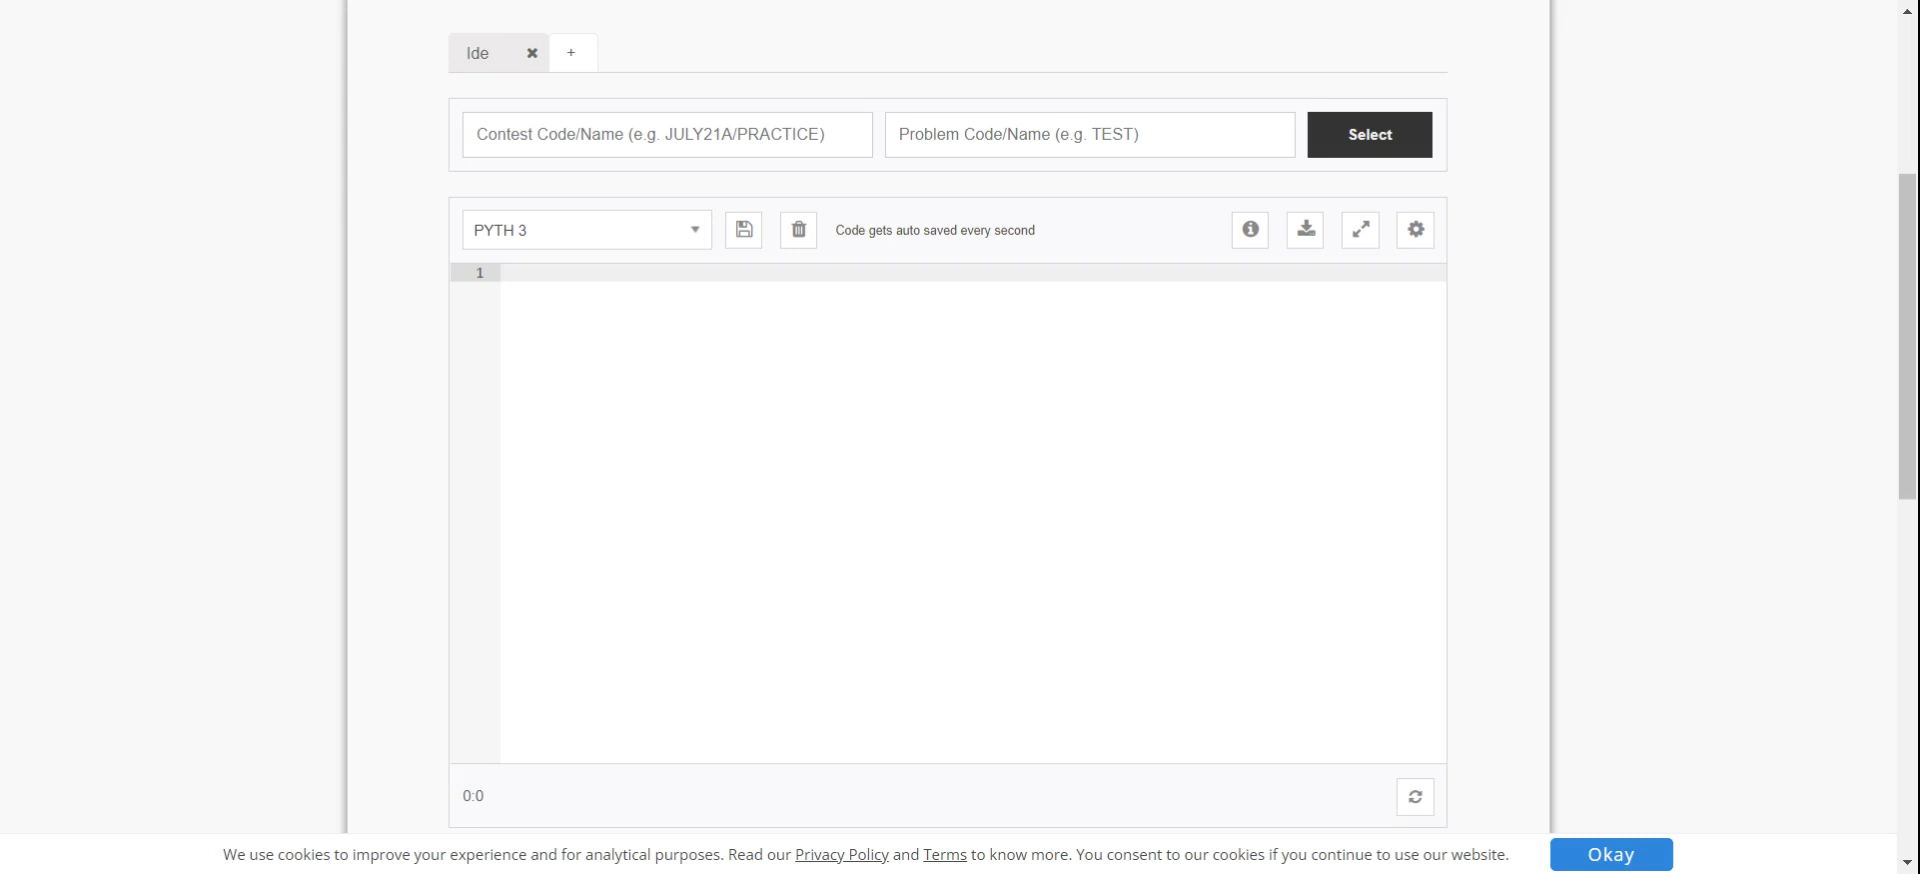 Ide ✖ +
Contest Code/Name (e.g. JULY21A/PRACTICE) Problem Code/Name (e.g. TEST) Select
PYTH 3 Code gets auto saved every second
1
0:0
We use cookies to improve your experience and for analytical purposes. Read our Privacy Policy and Terms to know more. You consent to our cookies if you continue to use our website. Okay